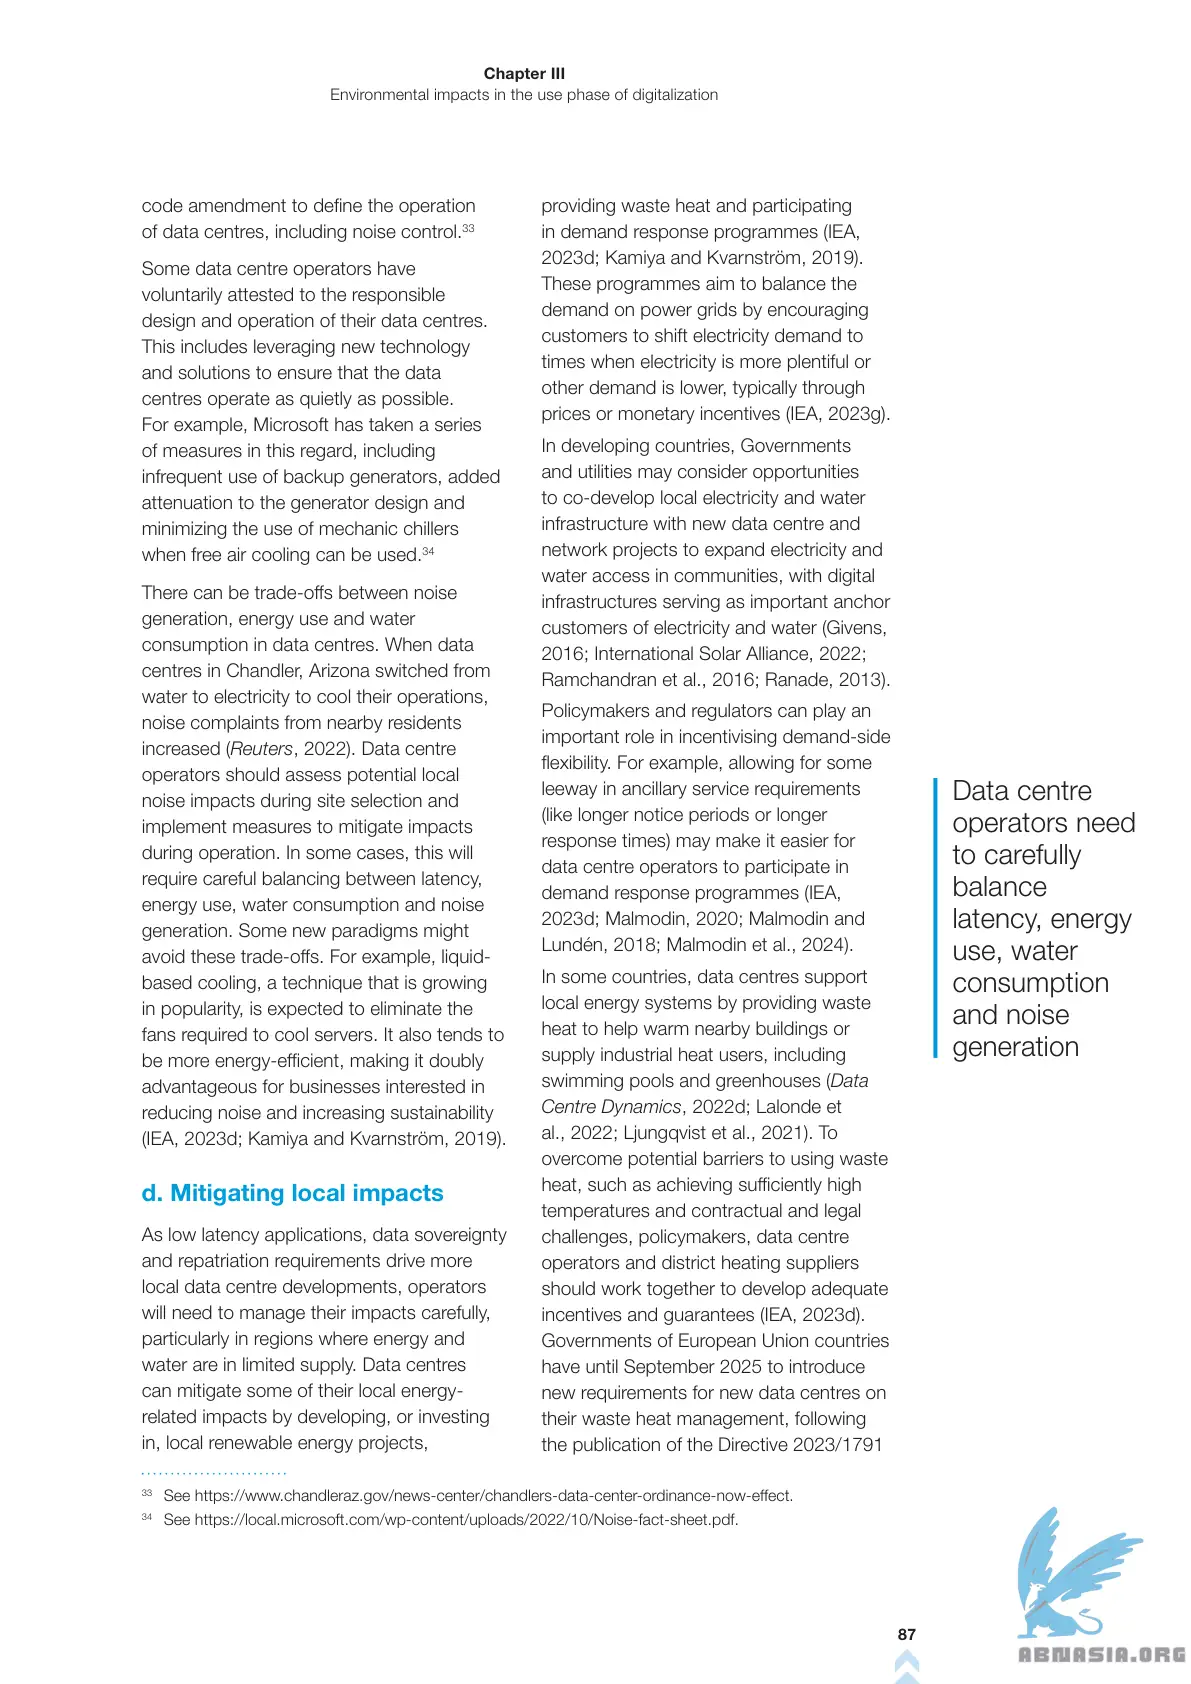 Chapter III
Environmental impacts in the use phase of digitalization
code amendment to define the operation
of data centres, including noise control.33
Some data centre operators have
voluntarily attested to the responsible
design and operation of their data centres.
This includes leveraging new technology
and solutions to ensure that the data
centres operate as quietly as possible.
For example, Microsoft has taken a series
of measures in this regard, including
infrequent use of backup generators, added
attenuation to the generator design and
minimizing the use of mechanic chillers
when free air cooling can be used.34
There can be trade-offs between noise
generation, energy use and water
consumption in data centres. When data
centres in Chandler, Arizona switched from
water to electricity to cool their operations,
noise complaints from nearby residents
increased (Reuters, 2022). Data centre
operators should assess potential local
noise impacts during site selection and
implement measures to mitigate impacts
during operation. In some cases, this will
require careful balancing between latency,
energy use, water consumption and noise
generation. Some new paradigms might
avoid these trade-offs. For example, liquid-
based cooling, a technique that is growing
in popularity, is expected to eliminate the
fans required to cool servers. It also tends to
be more energy-efficient, making it doubly
advantageous for businesses interested in
reducing noise and increasing sustainability
(IEA, 2023d; Kamiya and Kvarnström, 2019).
d. Mitigating local impacts
As low latency applications, data sovereignty
and repatriation requirements drive more
local data centre developments, operators
will need to manage their impacts carefully,
particularly in regions where energy and
water are in limited supply. Data centres
can mitigate some of their local energy-
related impacts by developing, or investing
in, local renewable energy projects,
providing waste heat and participating
in demand response programmes (IEA,
2023d; Kamiya and Kvarnström, 2019).
These programmes aim to balance the
demand on power grids by encouraging
customers to shift electricity demand to
times when electricity is more plentiful or
other demand is lower, typically through
prices or monetary incentives (IEA, 2023g).
In developing countries, Governments
and utilities may consider opportunities
to co-develop local electricity and water
infrastructure with new data centre and
network projects to expand electricity and
water access in communities, with digital
infrastructures serving as important anchor
customers of electricity and water (Givens,
2016; International Solar Alliance, 2022;
Ramchandran et al., 2016; Ranade, 2013).
Policymakers and regulators can play an
important role in incentivising demand-side
flexibility. For example, allowing for some
leeway in ancillary service requirements
(like longer notice periods or longer
response times) may make it easier for
data centre operators to participate in
demand response programmes (IEA,
2023d; Malmodin, 2020; Malmodin and
Lundén, 2018; Malmodin et al., 2024).
In some countries, data centres support
local energy systems by providing waste
heat to help warm nearby buildings or
supply industrial heat users, including
swimming pools and greenhouses (Data
Centre Dynamics, 2022d; Lalonde et
al., 2022; Ljungqvist et al., 2021). To
overcome potential barriers to using waste
heat, such as achieving sufficiently high
temperatures and contractual and legal
challenges, policymakers, data centre
operators and district heating suppliers
should work together to develop adequate
incentives and guarantees (IEA, 2023d).
Governments of European Union countries
have until September 2025 to introduce
new requirements for new data centres on
their waste heat management, following
the publication of the Directive 2023/1791
Data centre
operators need
to carefully
balance
latency, energy
use, water
consumption
and noise
generation
33 See https://www.chandleraz.gov/news-center/chandlers-data-center-ordinance-now-effect.
34 See https://local.microsoft.com/wp-content/uploads/2022/10/Noise-fact-sheet.pdf.
87
ABNASIA.ORG